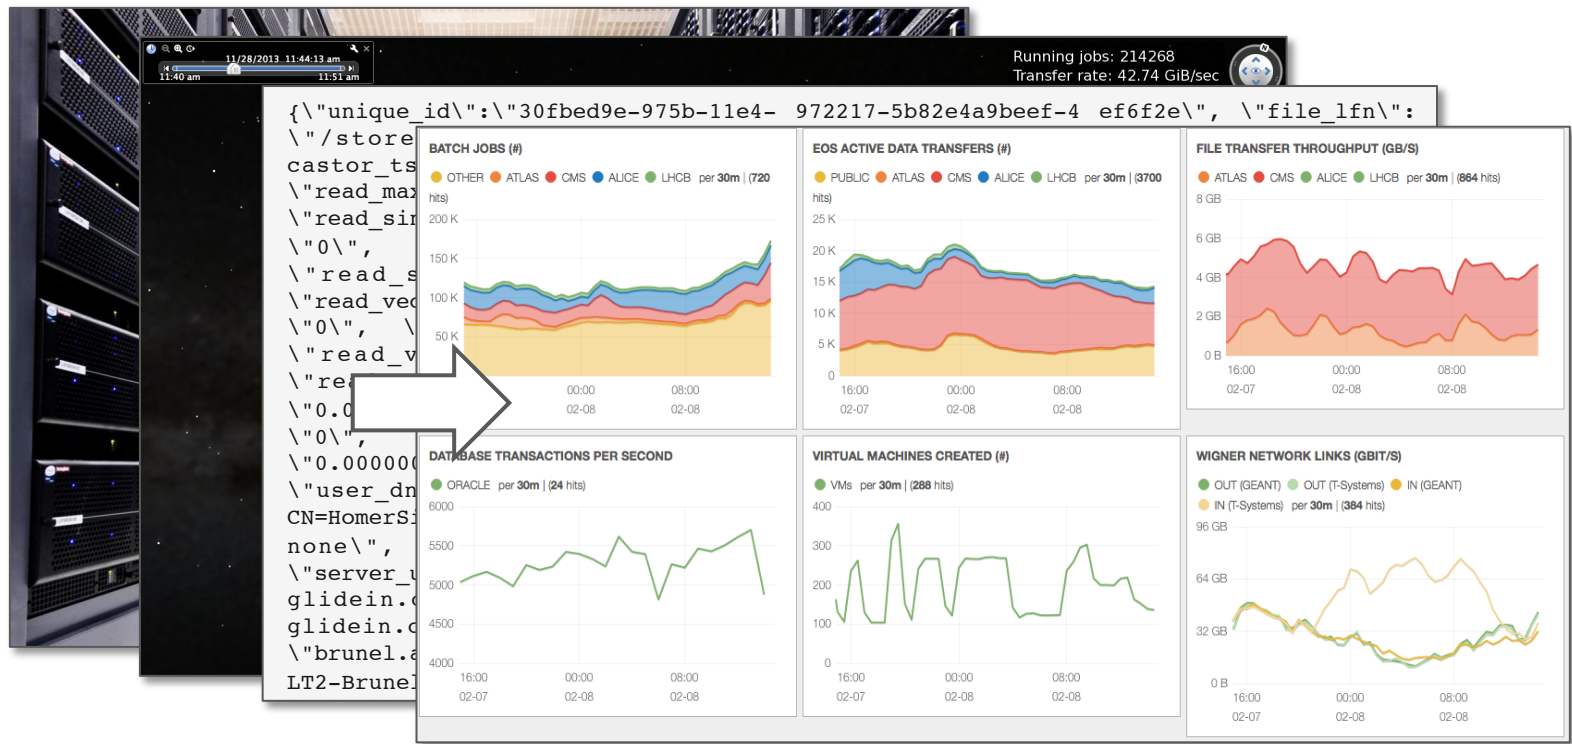 11/28/2013 11:44:13 am
11:40 am
11:51 am
Running jobs: 214268
Transfer rate: 42.74 GiB/sec
N
{\"unique_id\":\"30fbed9e-975b-11e4- 972217-5b82e4a9beef-4 ef6f2e\", \"file_lfn\":
\"/store
castor_ts
\"read_max
\"read_sin
\"0\",
\"read_s
\"read_vec
\"0\", \
\"read_v
\"rea
\"0.0
\"0\",
\"0.000000
\"user_dn
CN=HomerSi
none\",
\"server_u
glidein.c
glidein.c
\"brunel.a
LT2-Brunel
BATCH JOBS (#)
OTHER ATLAS CMS ALICE LHCB per 30m | (720
hits)
200 K
150 K
100 K
50 K
00:00 08:00
02-08 02-08
EOS ACTIVE DATA TRANSFERS (#)
PUBLIC ATLAS CMS ALICE LHCB per 30m | (3700
hits)
25 K
20 K
15 K
10 K
5 K
0
16:00 00:00 08:00
02-07 02-08 02-08
FILE TRANSFER THROUGHPUT (GB/S)
ATLAS CMS ALICE LHCB per 30m | (864 hits)
8 GB
6 GB
4 GB
2 GB
0 B
16:00 00:00 08:00
02-07 02-08 02-08
DATABASE TRANSACTIONS PER SECOND
ORACLE per 30m | (24 hits)
6000
5500
5000
4500
4000
16:00 00:00 08:00
02-07 02-08 02-08
VIRTUAL MACHINES CREATED (#)
VMs per 30m | (288 hits)
400
300
200
100
0
16:00 00:00 08:00
02-07 02-08 02-08
WIGNER NETWORK LINKS (GBIT/S)
OUT (GEANT) OUT (T-Systems) IN (GEANT)
IN (T-Systems) per 30m | (384 hits)
96 GB
64 GB
32 GB
0 B
16:00 00:00 08:00
02-07 02-08 02-08